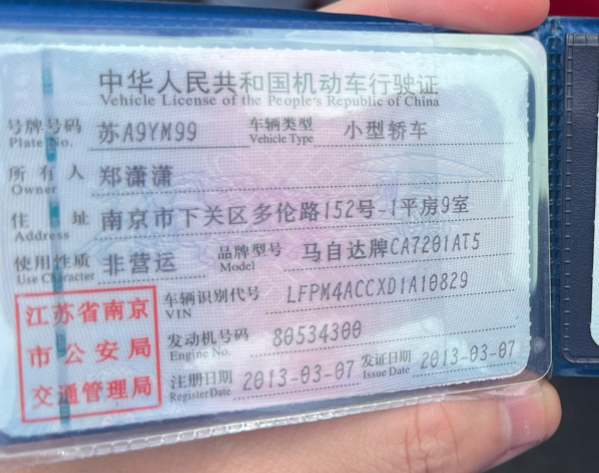 中华人民共和国机动车行驶证
Vehicle License of the People's Republic of China
号牌号码 苏A9YM99 车辆类型 小型轿车
Plate No. Vehicle Type
所有人 郑潇潇
Owner
住址 南京市下关区多伦路152号-1平房9室
Address
使用性质 非营运 品牌型号 马自达牌CA7201AT5
Use Character Model
江苏省南京市公安局交通管理局
车辆识别代号 LFPM4ACCXD1A10829
VIN
发动机号码 80534300
Engine No.
注册日期 2013-03-07 发证日期 2013-03-07
Register Date Issue Date